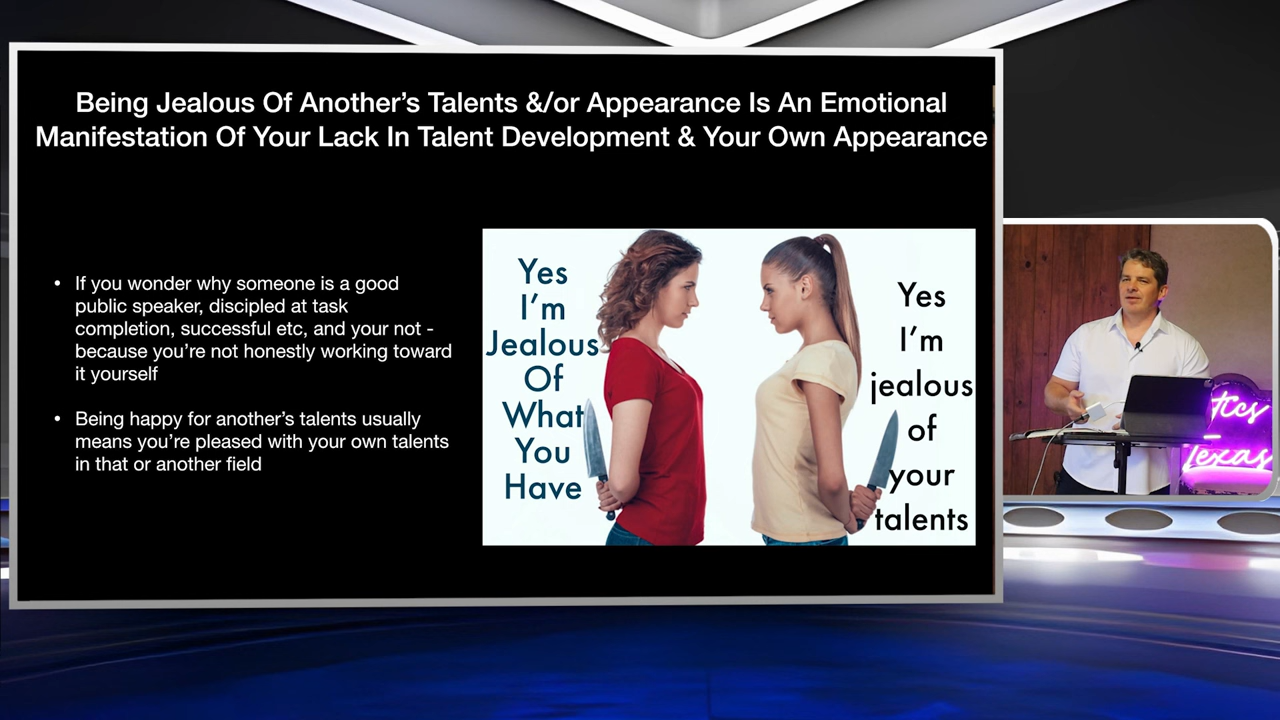 Being Jealous Of Another's Talents &/or Appearance Is An Emotional
Manifestation Of Your Lack In Talent Development & Your Own Appearance
• If you wonder why someone is a good
public speaker, discipled at task
completion, successful etc, and your not -
because you're not honestly working toward
it yourself
• Being happy for another's talents usually
means you're pleased with your own talents
in that or another field
Yes
I'm
Jealous
Of
What
You
Have
Yes
I'm
jealous
of
your
talents
Texas